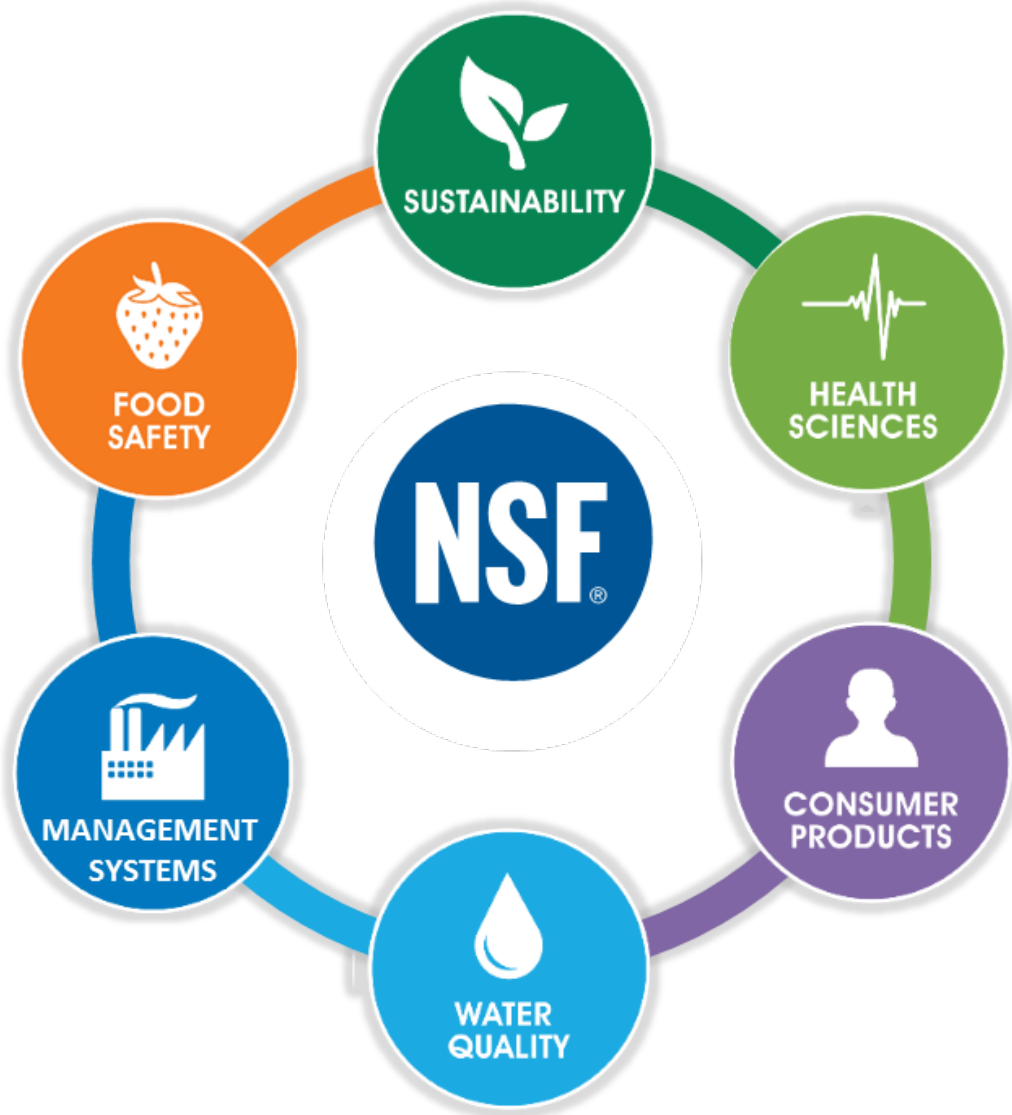 SUSTAINABILITY
HEALTH
SCIENCES
CONSUMER
PRODUCTS
WATER
QUALITY
MANAGEMENT
SYSTEMS
FOOD
SAFETY
NSF®